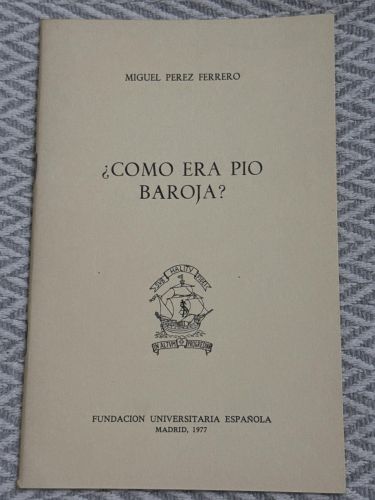 MIGUEL PEREZ FERRERO
¿COMO ERA PIO
BAROJA?
FUNDACION UNIVERSITARIA ESPAÑOLA
MADRID, 1977